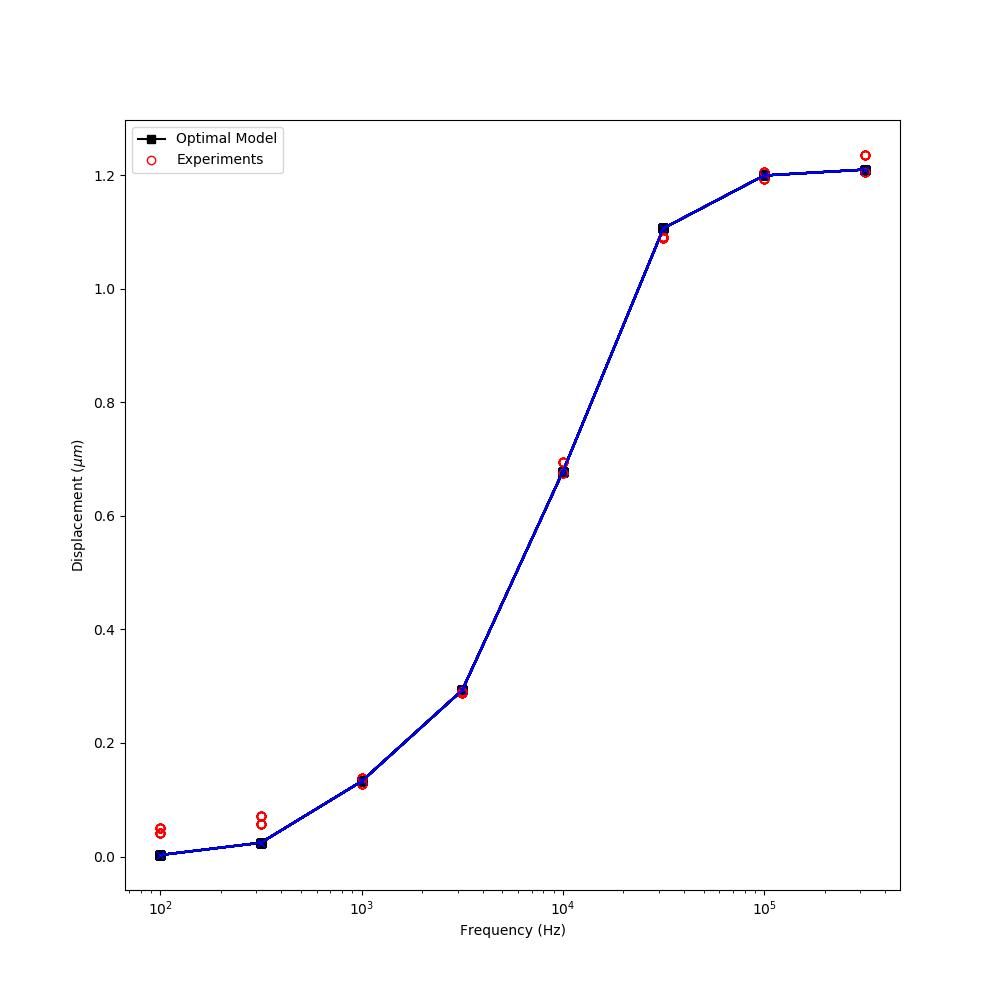 Optimal Model
Experiments
1.2
1.0
0.8
0.6
0.4
0.2
0.0
Displacement (μm)
10² 10³ 10⁴ 10⁵
Frequency (Hz)